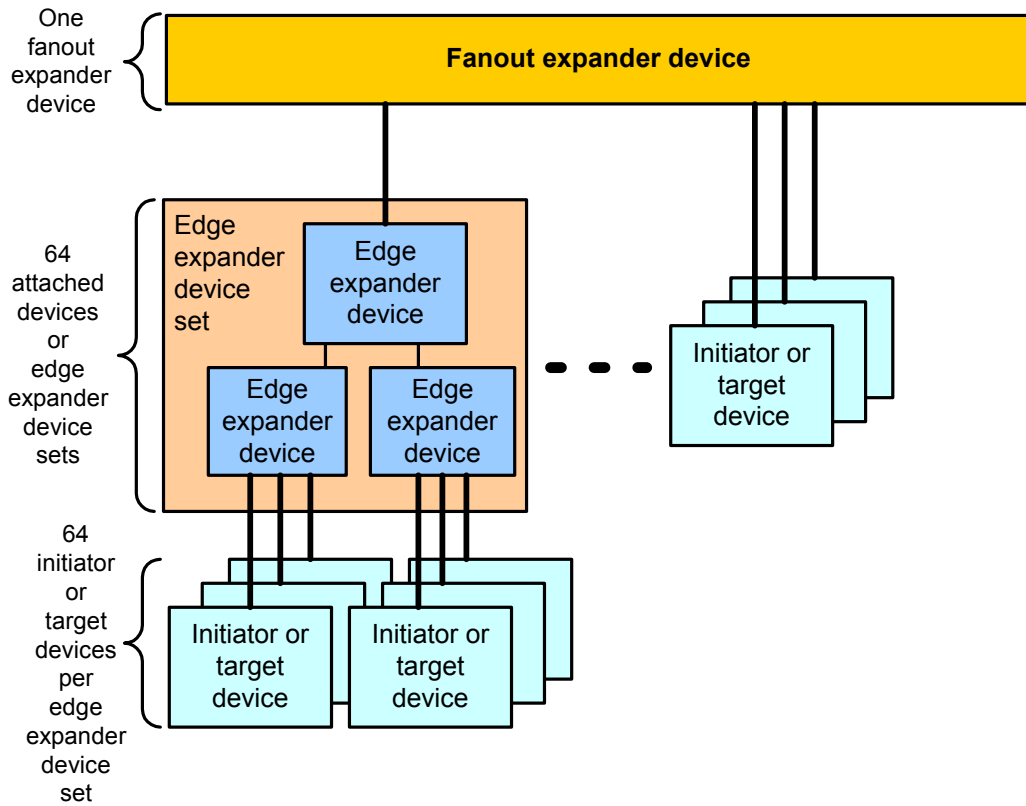 One
fanout
expander
device
Fanout expander device
64
attached
devices
or
edge
expander
device
sets
Edge
expander
device
set
Edge
expander
device
Edge
expander
device
Edge
expander
device
Initiator or
target
device
64
initiator
or
target
devices
per
edge
expander
device
set
Initiator or
target
device
Initiator or
target
device